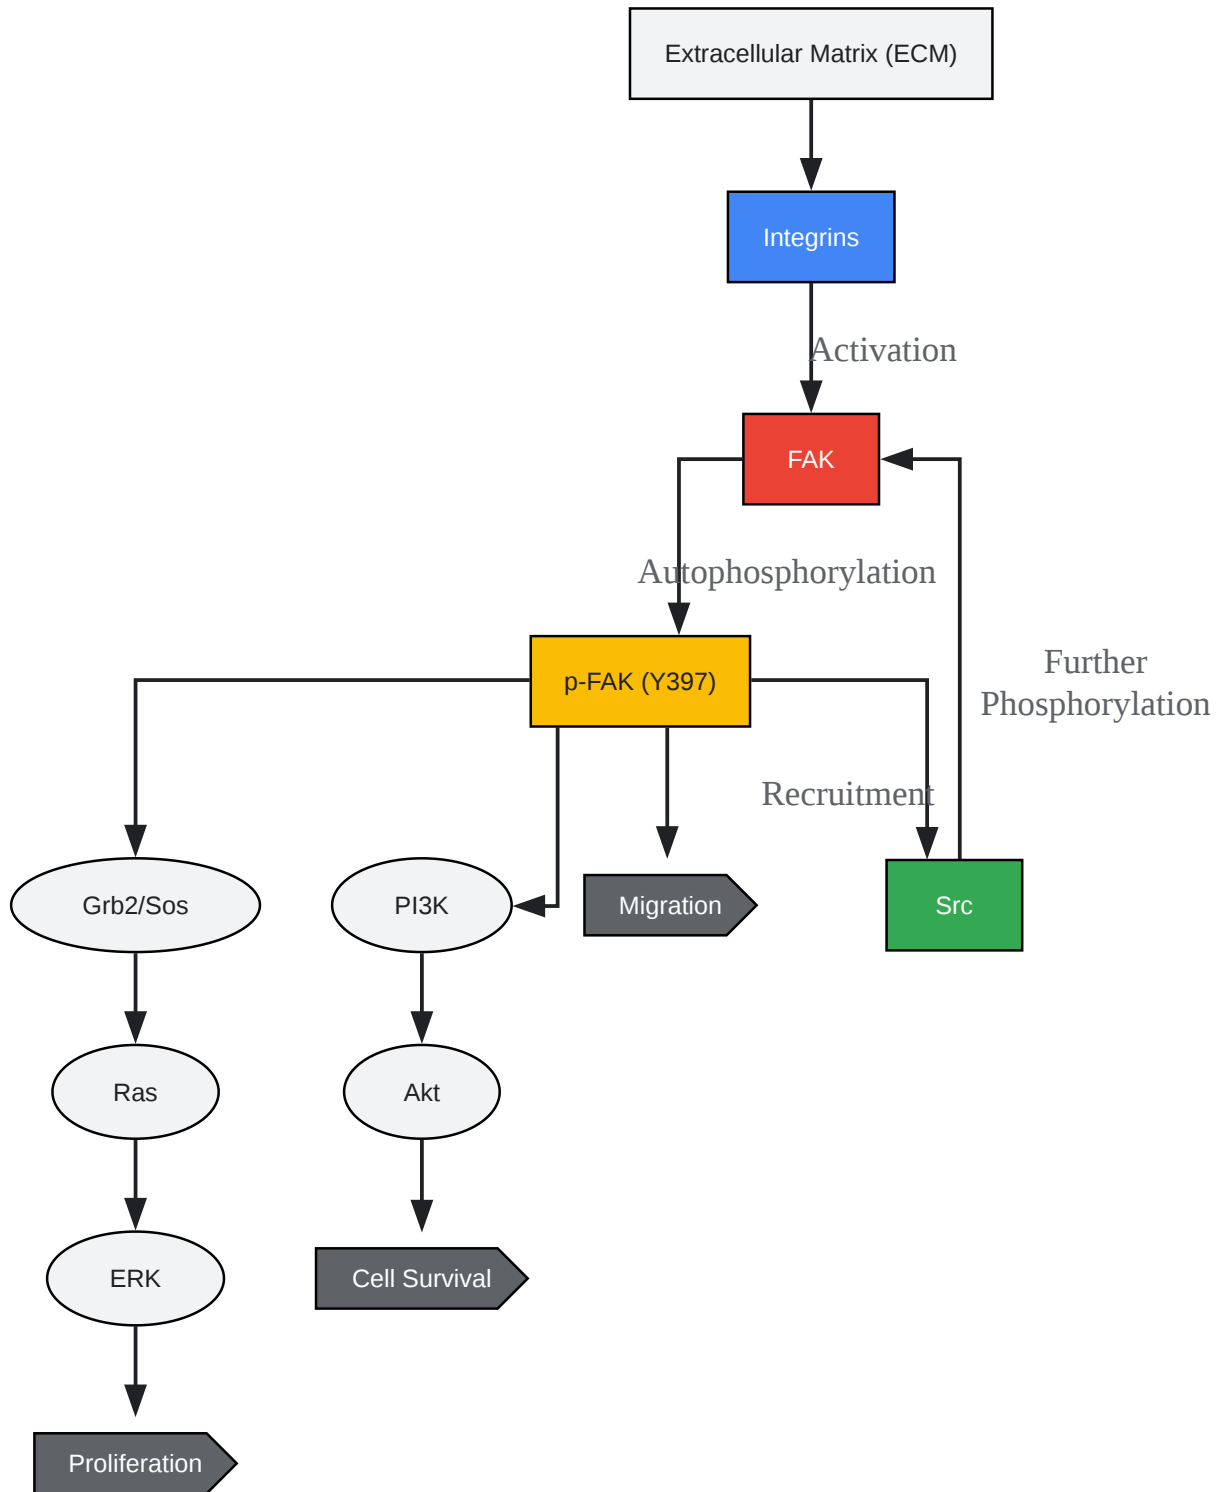 Extracellular Matrix (ECM)
Integrins
Activation
FAK
Autophosphorylation
Further
Phosphorylation
p-FAK (Y397)
Recruitment
Grb2/Sos
PI3K
Migration
Src
Ras
Akt
ERK
Cell Survival
Proliferation